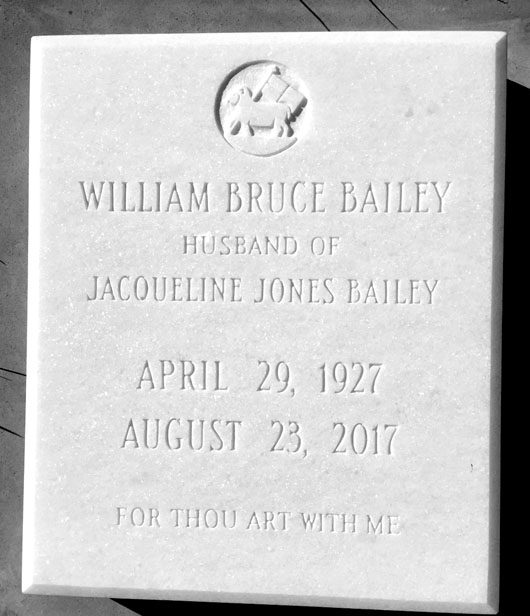 WILLIAM BRUCE BAILEY
HUSBAND OF
JACQUELINE JONES BAILEY
APRIL 29, 1927
AUGUST 23, 2017
FOR THOU ART WITH ME